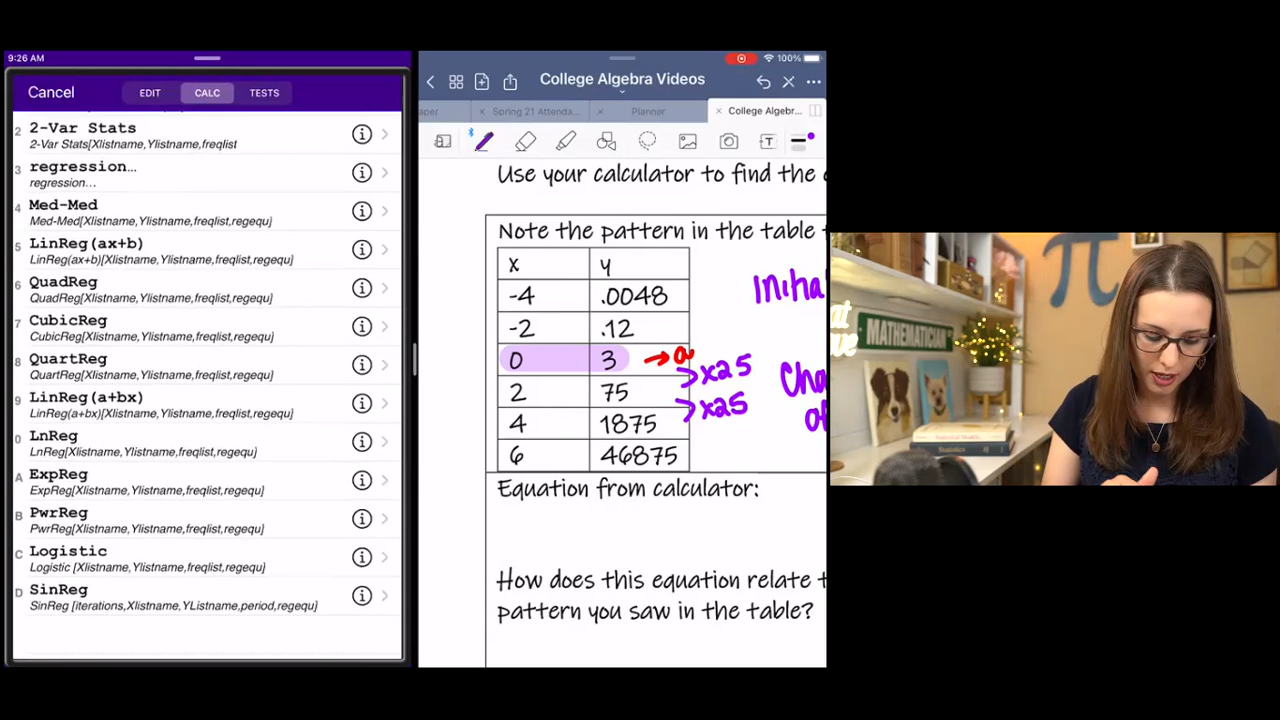 9:26 AM
Cancel
EDIT
CALC
TESTS
2 2-Var Stats
2-Var Stats[Xlistname,Ylistname,freqlist
3 regression…
regression…
4 Med-Med
Med-Med[Xlistname,Ylistname,freqlist,regequ]
5 LinReg(ax+b)
LinReg(ax+b)[Xlistname,Ylistname,freqlist,regequ]
6 QuadReg
QuadReg[Xlistname,Ylistname,freqlist,regequ]
7 CubicReg
CubicReg[Xlistname,Ylistname,freqlist,regequ]
8 QuartReg
QuartReg[Xlistname,Ylistname,freqlist,regequ]
9 LinReg(a+bx)
LinReg(a+bx)[Xlistname,Ylistname,freqlist,regequ]
0 LnReg
LnReg[Xlistname,Ylistname,freqlist,regequ]
A ExpReg
ExpReg[Xlistname,Ylistname,freqlist,regequ]
B PwrReg
PwrReg[Xlistname,Ylistname,freqlist,regequ]
C Logistic
Logistic [Xlistname,Ylistname,freqlist,regequ]
D SinReg
SinReg [iterations,Xlistname,YListname,period,regequ]
100%
College Algebra Videos
aper
Spring 21 Attenda...
Planner
College Algebr...
Use your calculator to find the
Note the pattern in the table
x y
-4 .0048
-2 .12
0 3 → a
2 75 >x25
4 1875 >x25
6 46875
Equation from calculator:
How does this equation relate t
pattern you saw in the table?
Initia
Cha
of
MATHEMATICIAN
π